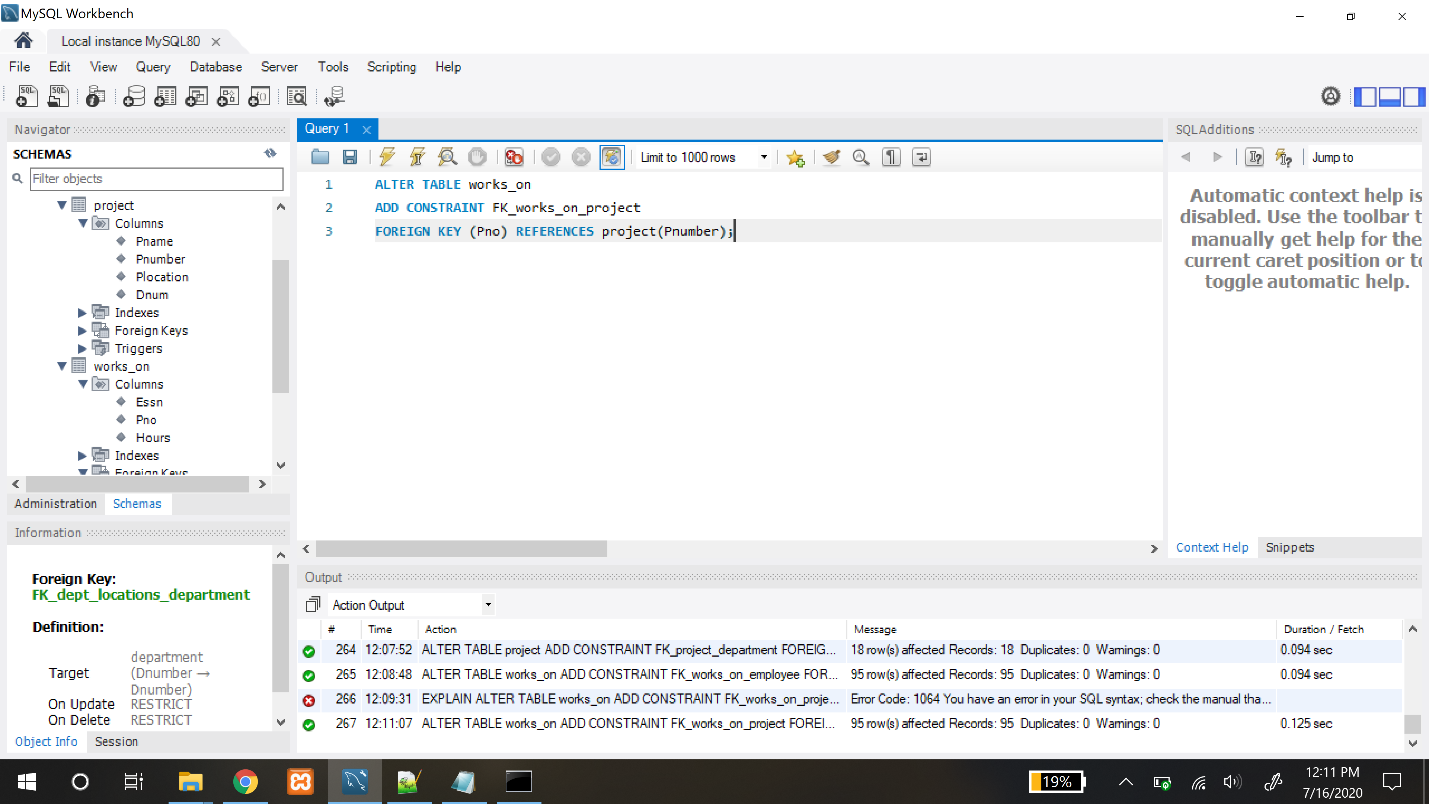 MySQL Workbench
Local instance MySQL80
File Edit View Query Database Server Tools Scripting Help
Navigator
SCHEMAS
Filter objects
project
Columns
Pname
Pnumber
Plocation
Dnum
Indexes
Foreign Keys
Triggers
works_on
Columns
Essn
Pno
Hours
Indexes
Foreign Keys
Administration Schemas
Information
Foreign Key:
FK_dept_locations_department
Definition:
Target department
(Dnumber →
Dnumber)
On Update RESTRICT
On Delete RESTRICT
Object Info Session
Query 1
Limit to 1000 rows
1 ALTER TABLE works_on
2 ADD CONSTRAINT FK_works_on_project
3 FOREIGN KEY (Pno) REFERENCES project(Pnumber);
Output
Action Output
# Time Action Message Duration / Fetch
264 12:07:52 ALTER TABLE project ADD CONSTRAINT FK_project_department FOREIG... 18 row(s) affected Records: 18 Duplicates: 0 Warnings: 0 0.094 sec
265 12:08:48 ALTER TABLE works_on ADD CONSTRAINT FK_works_on_employee FOR... 95 row(s) affected Records: 95 Duplicates: 0 Warnings: 0 0.094 sec
266 12:09:31 EXPLAIN ALTER TABLE works_on ADD CONSTRAINT FK_works_on_proje... Error Code: 1064 You have an error in your SQL syntax; check the manual tha...
267 12:11:07 ALTER TABLE works_on ADD CONSTRAINT FK_works_on_project FOREI... 95 row(s) affected Records: 95 Duplicates: 0 Warnings: 0 0.125 sec
SQLAdditions
Jump to
Automatic context help is
disabled. Use the toolbar t
manually get help for the
current caret position or to
toggle automatic help.
Context Help Snippets
19%
12:11 PM
7/16/2020